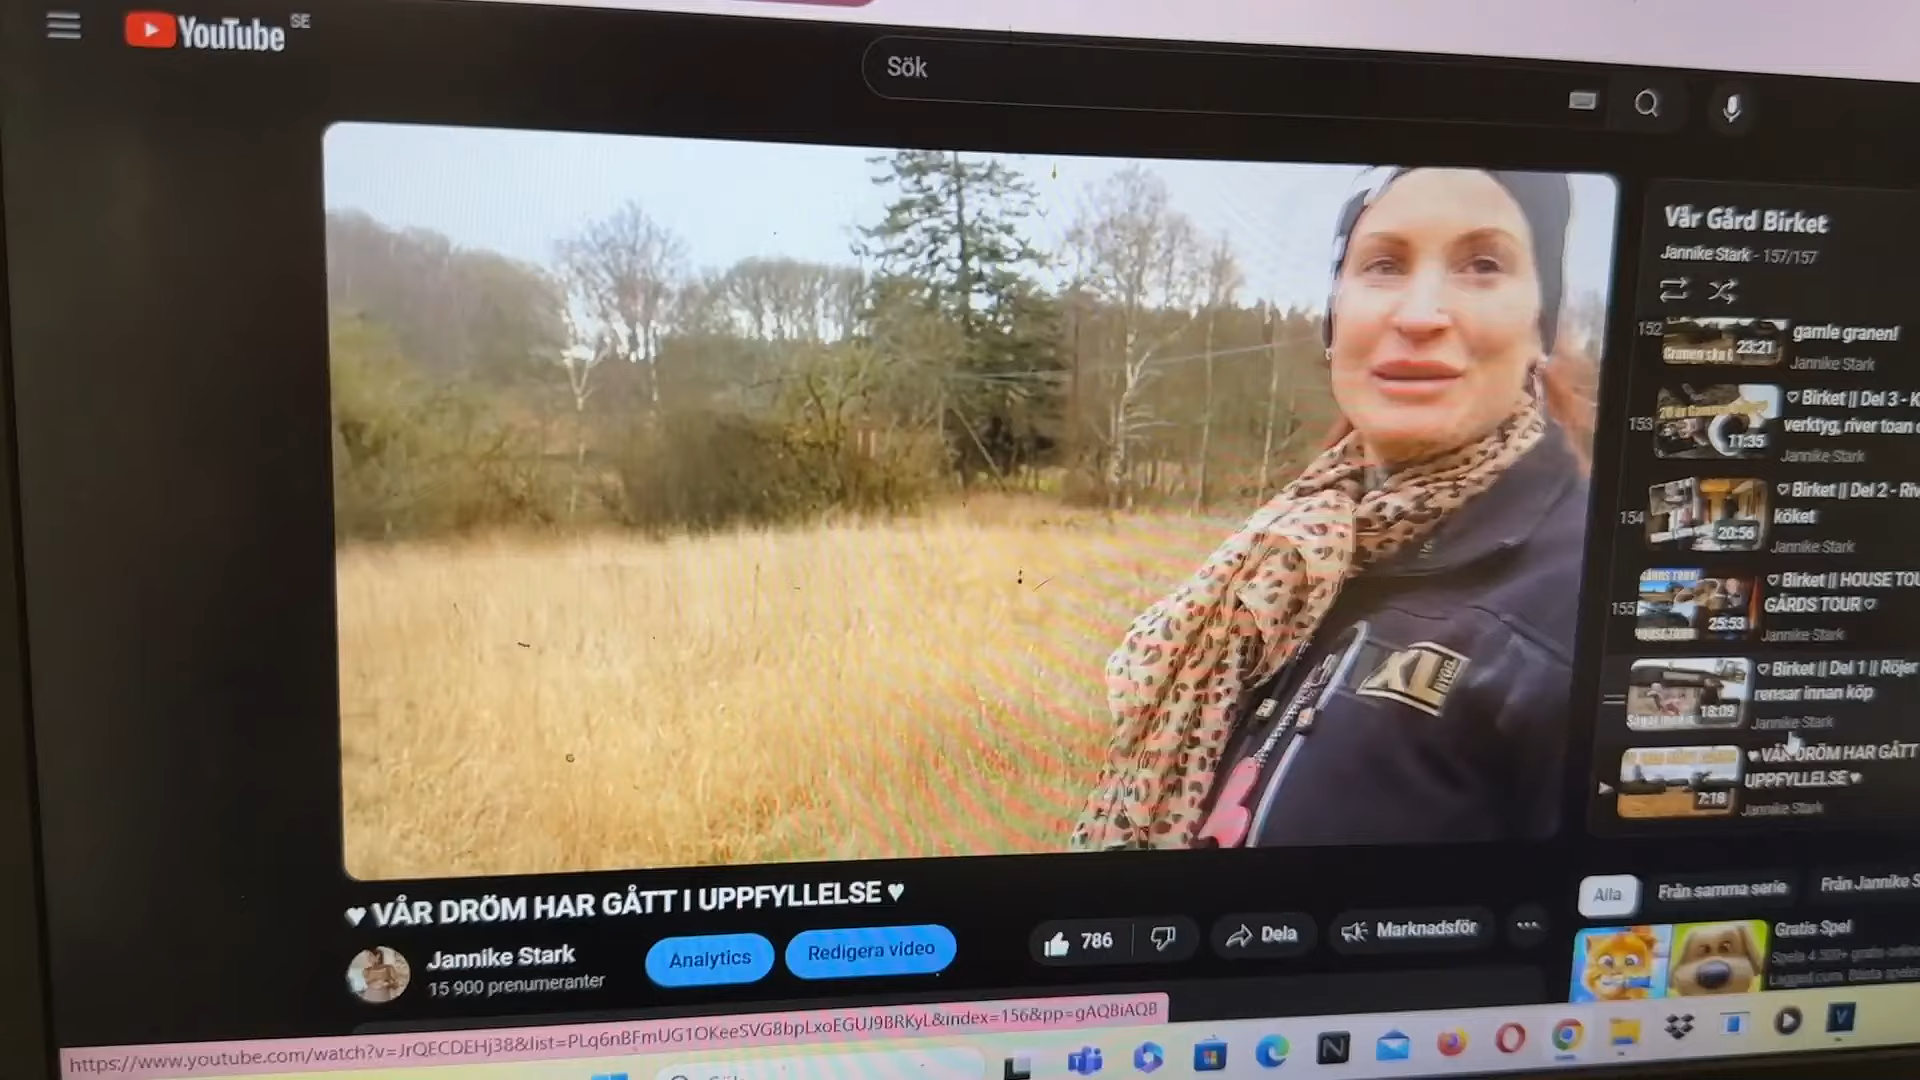 YouTube SE
Sök
Vår Gård Birket
Jannike Stark - 157/157
152
gamle granen!
23:21
Jannike Stark
153
♡ Birket || Del 3 - K
verktyg, river toan
11:35
Jannike Stark
154
♡ Birket || Del 2 - Riv
köket
20:56
Jannike Stark
155
♡ Birket || HOUSE TOU
GÅRDS TOUR ♡
25:53
Jannike Stark
♡ Birket || Del 1 || Röjer
rensar innan köp
18:09
Jannike Stark
♥ VÅR DRÖM HAR GÅTT
UPPFYLLELSE ♥
7:18
Jannike Stark
XL BYGG
♥ VÅR DRÖM HAR GÅTT I UPPFYLLELSE ♥
Jannike Stark
15 900 prenumeranter
Analytics
Redigera video
786
Dela
Marknadsför
Alla
Från samma serie
Från Jannike S
Gratis Spel
https://www.youtube.com/watch?v=JrQECDEHj38&list=PLq6nBFmUG1OKeeSVG8bpLxoEGUJ9BRKyL&index=156&pp=gAQBiAQB